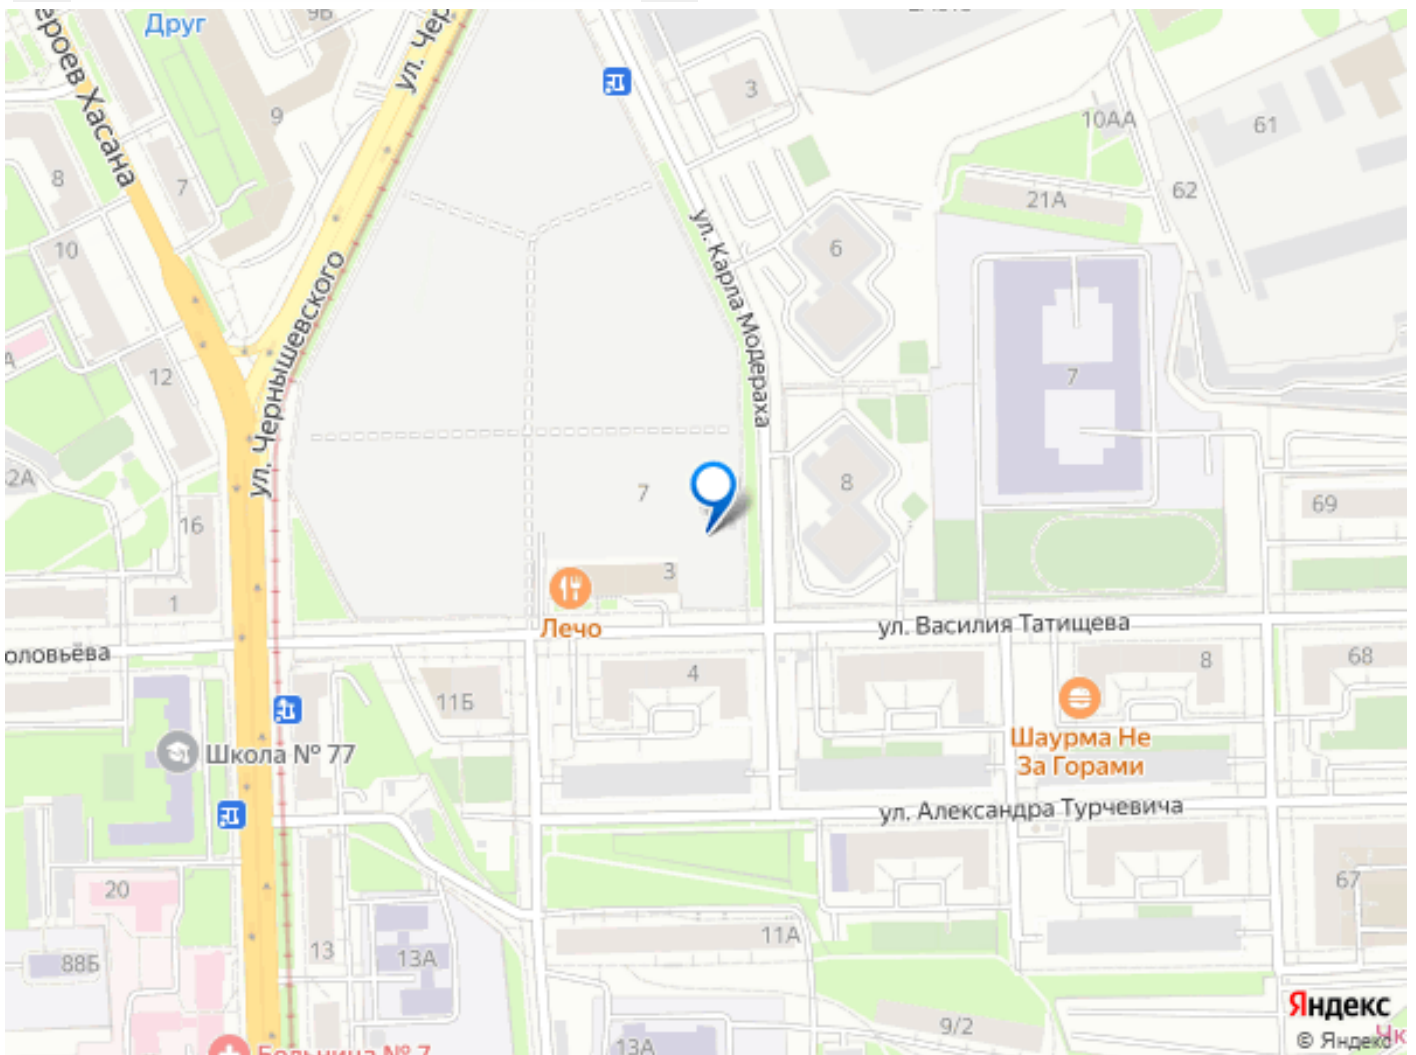 Друг
9Б
9
ул. Чер
ероев Хасана
8
7
10
12
16
1
ул. Чернышевского
3
10АА
61
62
21А
6
ул. Карла Модераха
7
8
7
69
3
Лечо
ул. Василия Татищева
оловьёва
4
11Б
8
68
Школа № 77
Шаурма Не
За Горами
ул. Александра Турчевича
20
67
13
13А
11А
88Б
9/2
13А
Больница № 7
Яндекс
© Яндекс